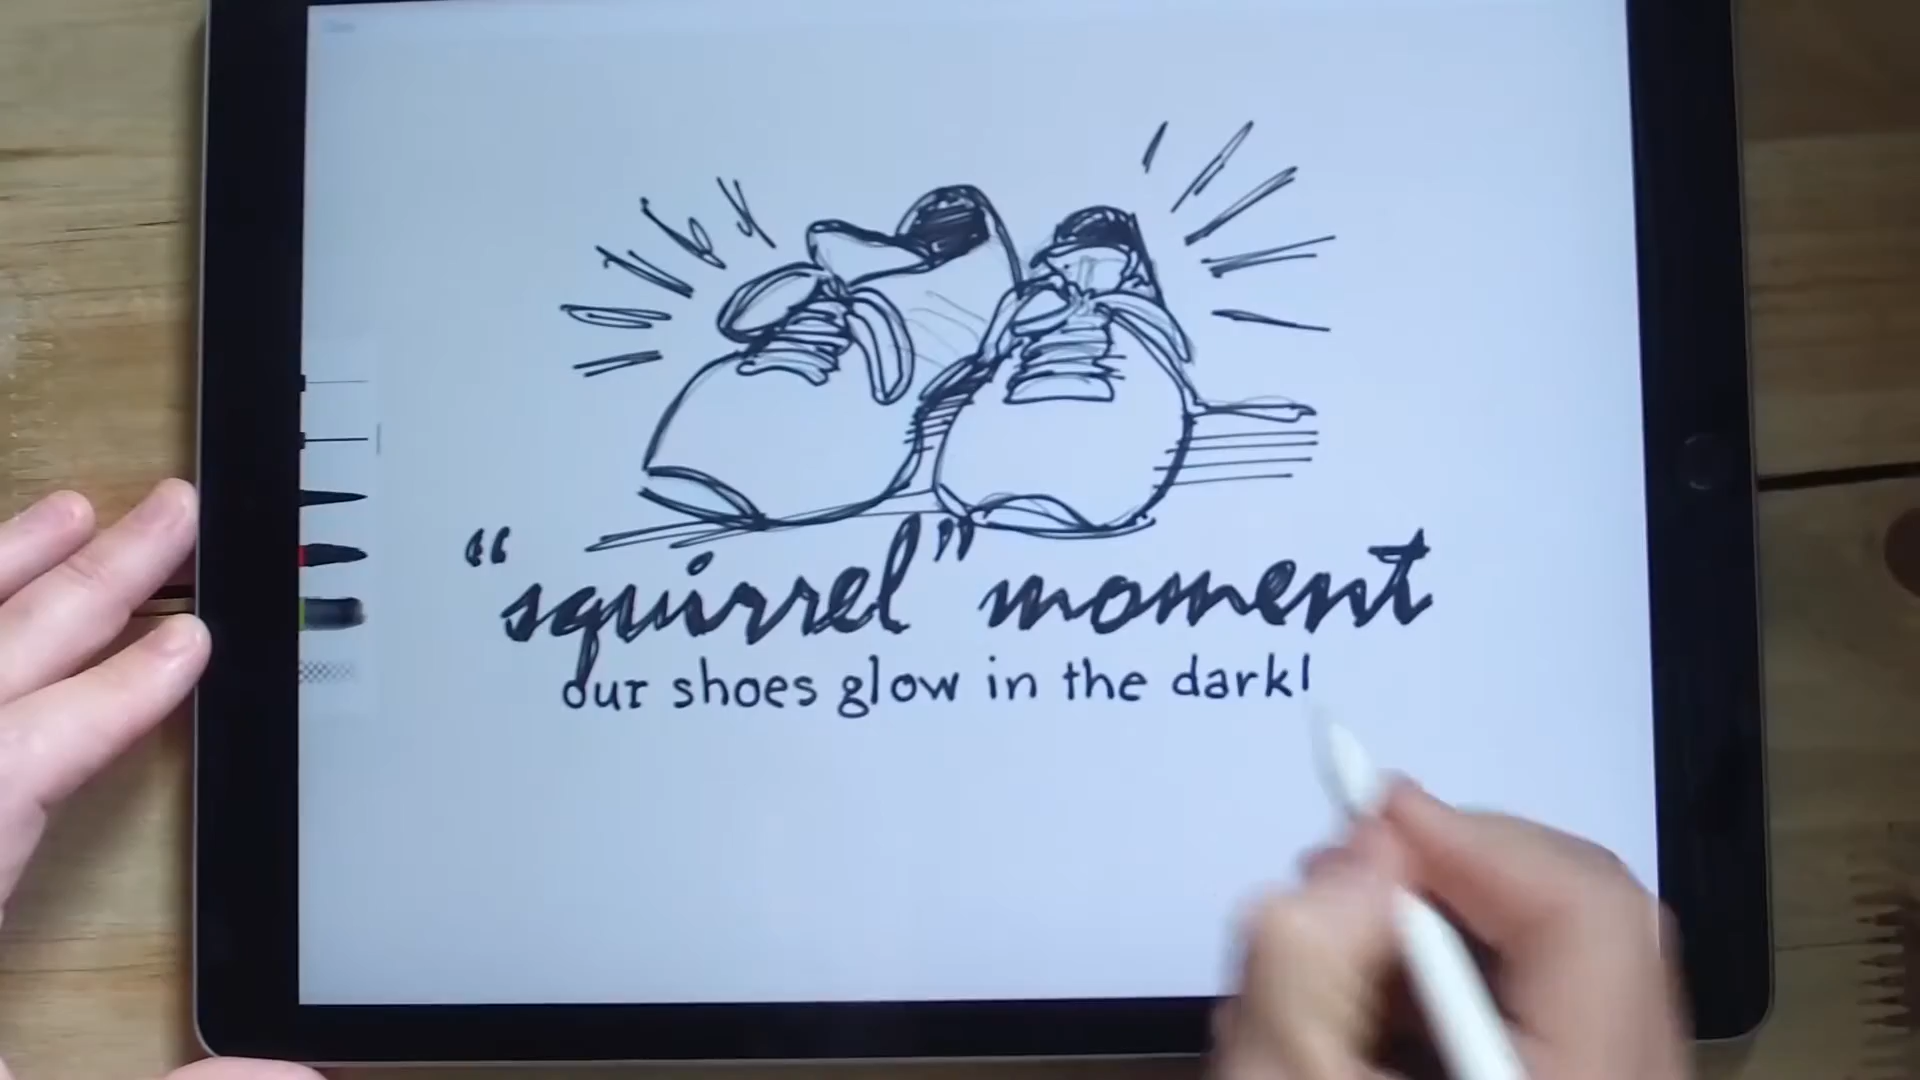 “squirrel” moment
our shoes glow in the dark!